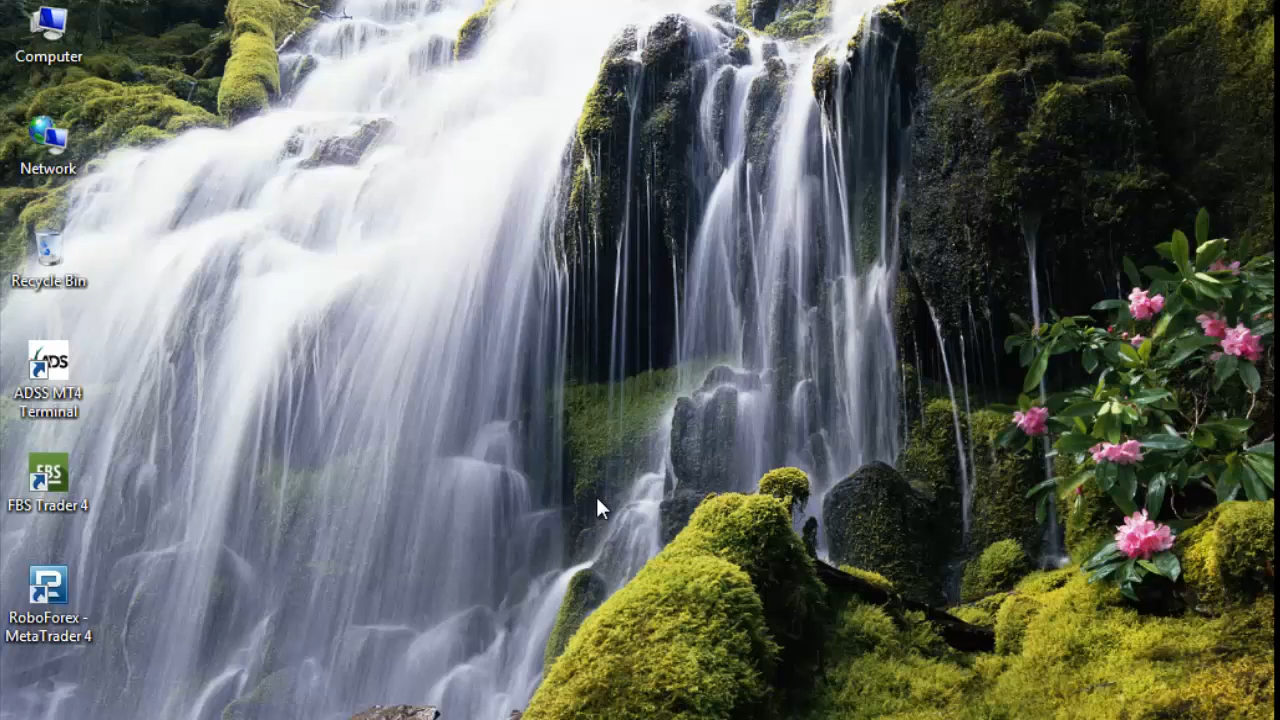 Computer
Network
Recycle Bin
ADS
ADSS MT4
Terminal
FBS
FBS Trader 4
RoboForex -
MetaTrader 4